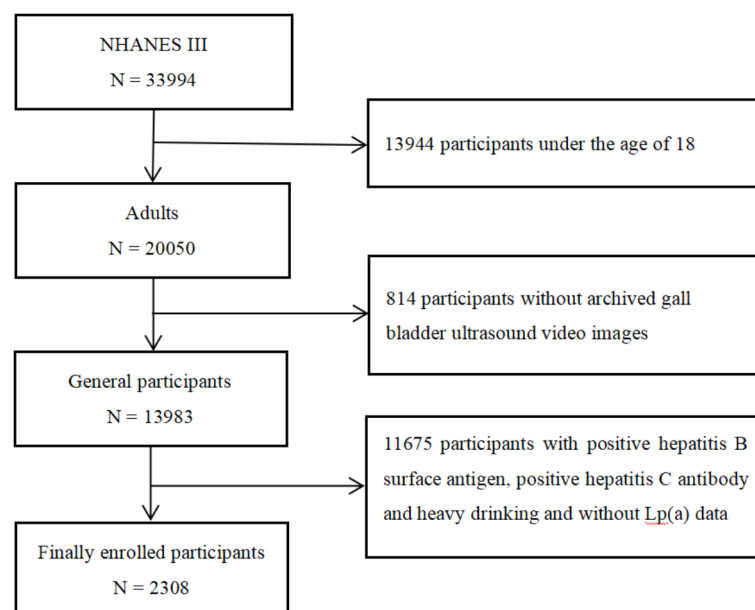 NHANES III
N = 33994
13944 participants under the age of 18
Adults
N = 20050
814 participants without archived gall
bladder ultrasound video images
General participants
N = 13983
11675 participants with positive hepatitis B
surface antigen, positive hepatitis C antibody
and heavy drinking and without Lp(a) data
Finally enrolled participants
N = 2308